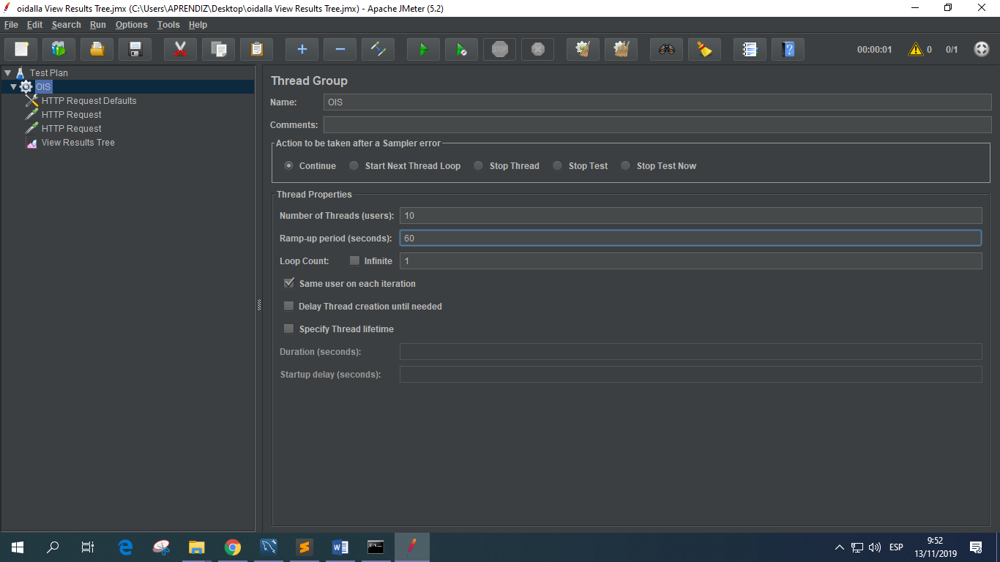 oidalla View Results Tree.jmx (C:\Users\APRENDIZ\Desktop\oidalla View Results Tree.jmx) - Apache JMeter (5.2)
File Edit Search Run Options Tools Help
STOP 00:00:01 0 0/1
Test Plan
OIS
HTTP Request Defaults
HTTP Request
HTTP Request
View Results Tree
Thread Group
Name: OIS
Comments:
Action to be taken after a Sampler error
Continue Start Next Thread Loop Stop Thread Stop Test Stop Test Now
Thread Properties
Number of Threads (users): 10
Ramp-up period (seconds): 60
Loop Count: Infinite 1
Same user on each iteration
Delay Thread creation until needed
Specify Thread lifetime
Duration (seconds):
Startup delay (seconds):
ESP 9:52
13/11/2019